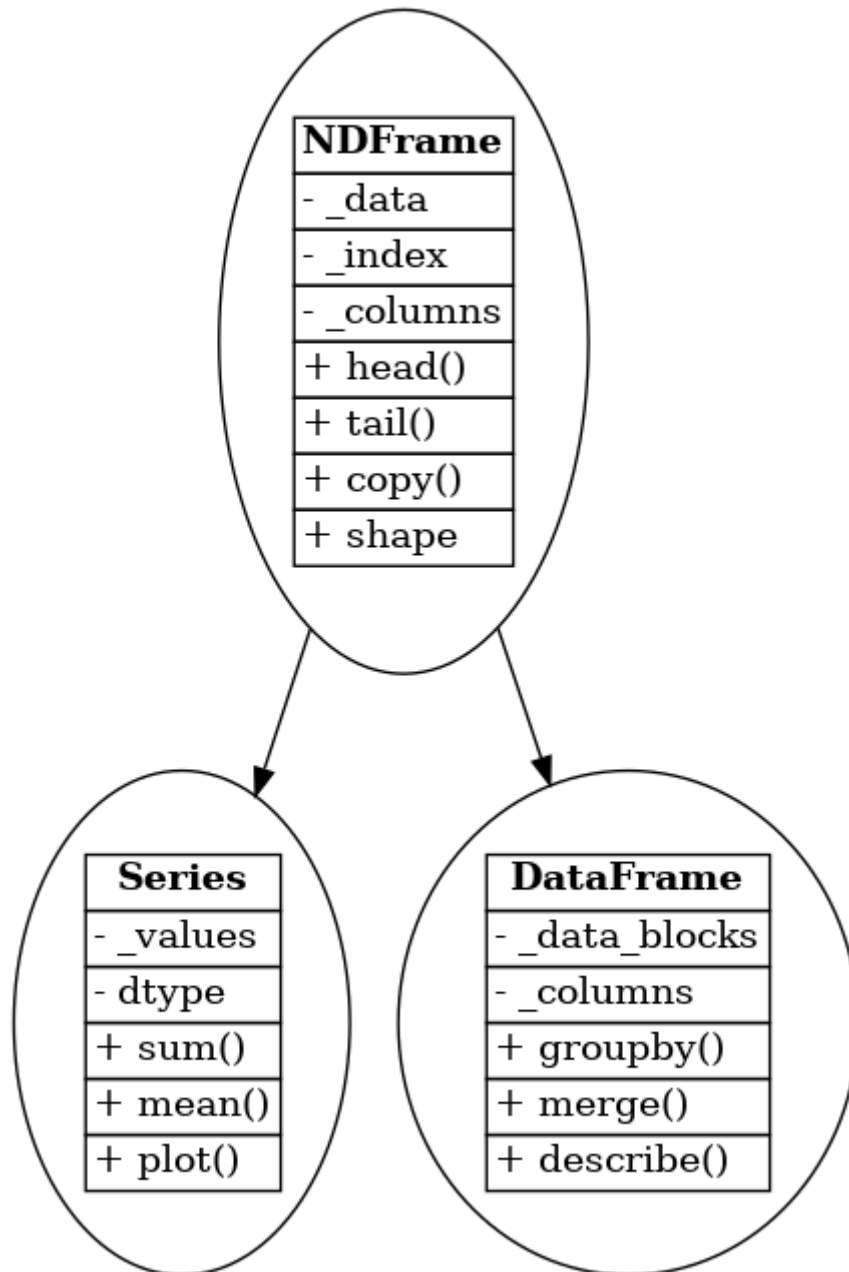 NDFrame
- _data
- _index
- _columns
+ head()
+ tail()
+ copy()
+ shape
Series
- _values
- dtype
+ sum()
+ mean()
+ plot()
DataFrame
- _data_blocks
- _columns
+ groupby()
+ merge()
+ describe()